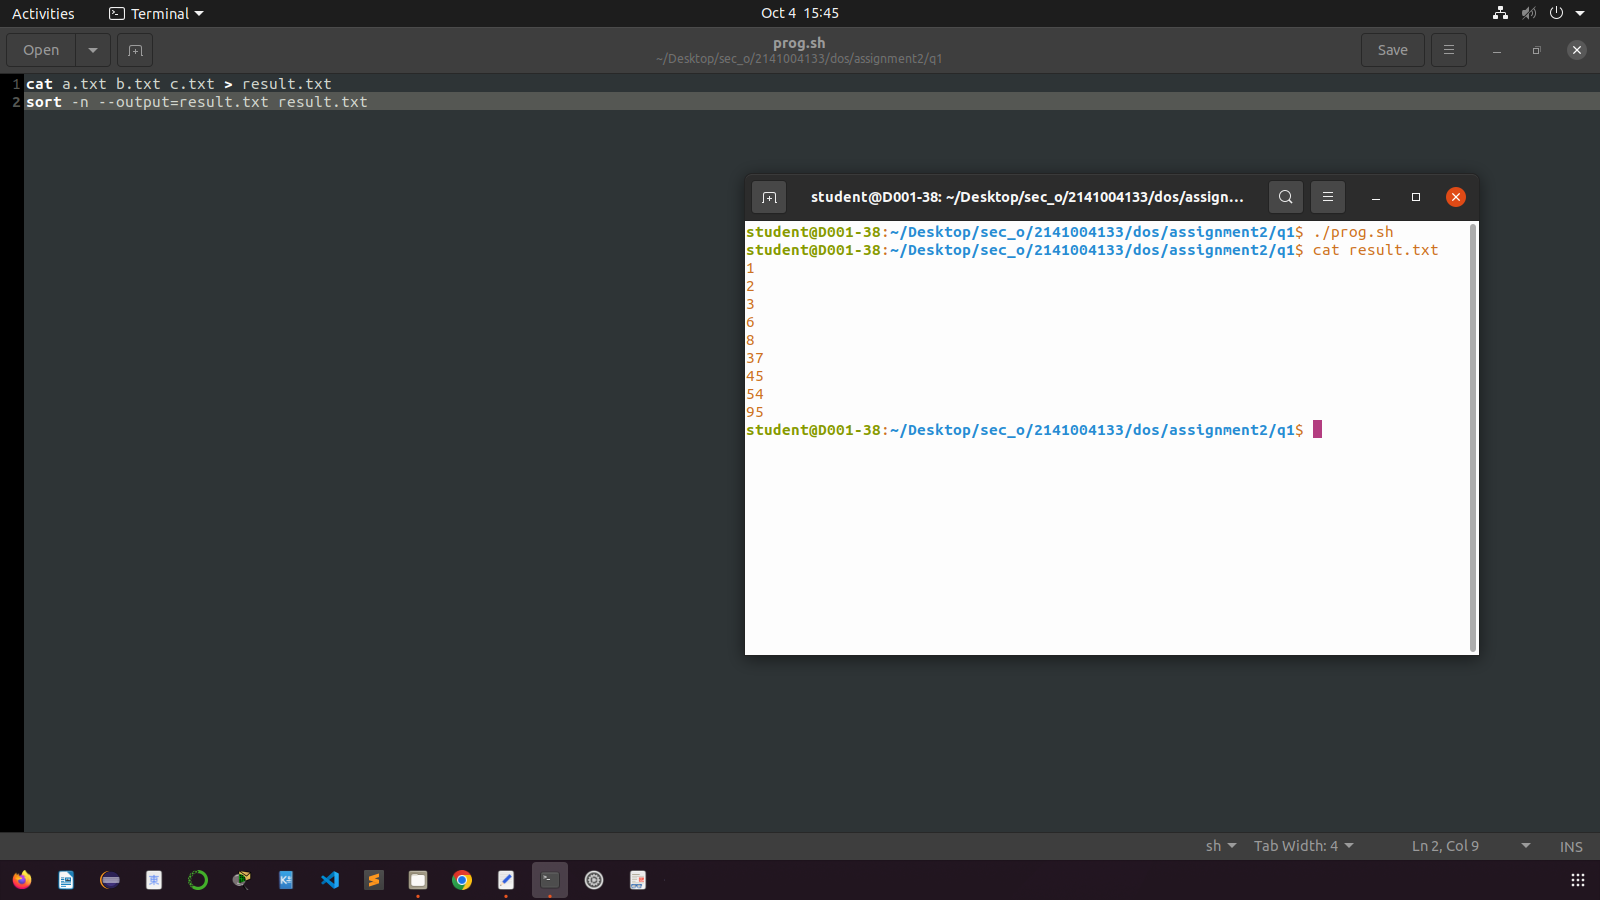 Activities
Terminal
Oct 4 15:45
Open
prog.sh
~/Desktop/sec_o/2141004133/dos/assignment2/q1
Save
1 cat a.txt b.txt c.txt > result.txt
2 sort -n --output=result.txt result.txt
student@D001-38: ~/Desktop/sec_o/2141004133/dos/assign...
student@D001-38:~/Desktop/sec_o/2141004133/dos/assignment2/q1$ ./prog.sh
student@D001-38:~/Desktop/sec_o/2141004133/dos/assignment2/q1$ cat result.txt
1
2
3
6
8
37
45
54
95
student@D001-38:~/Desktop/sec_o/2141004133/dos/assignment2/q1$
sh
Tab Width: 4
Ln 2, Col 9
INS